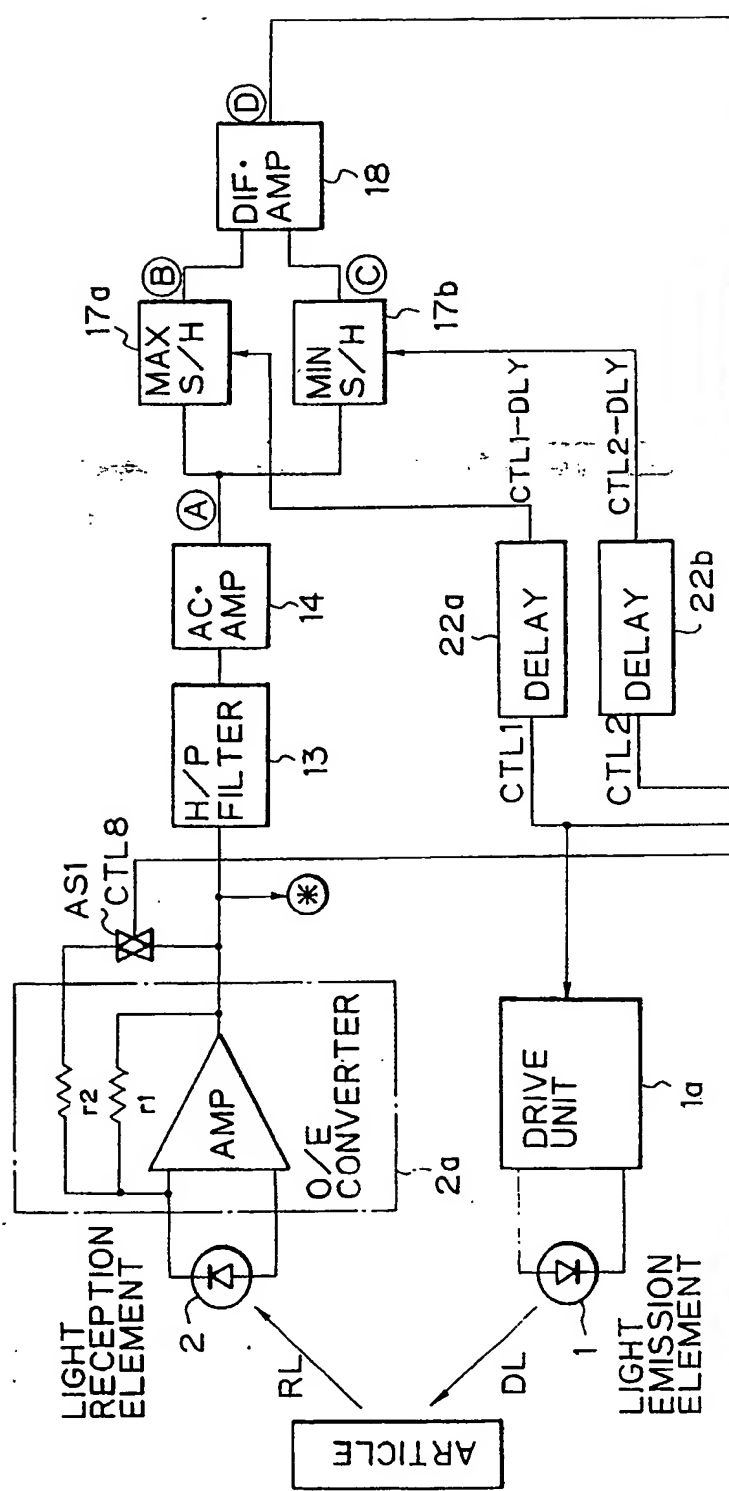 LIGHT
RECEPTION
ELEMENT
2
RL
ARTICLE
DL
1
LIGHT
EMISSION
ELEMENT
r2
r1
AMP
O/E
CONVERTER
2a
AS1
CTL8
*
H/P
FILTER
13
AC·
AMP
14
A
17a
MAX
S/H
B
MIN
S/H
17b
C
DIF·
AMP
18
D
DRIVE
UNIT
1a
CTL1
22a
DELAY
CTL1-DLY
CTL2
DELAY
22b
CTL2-DLY